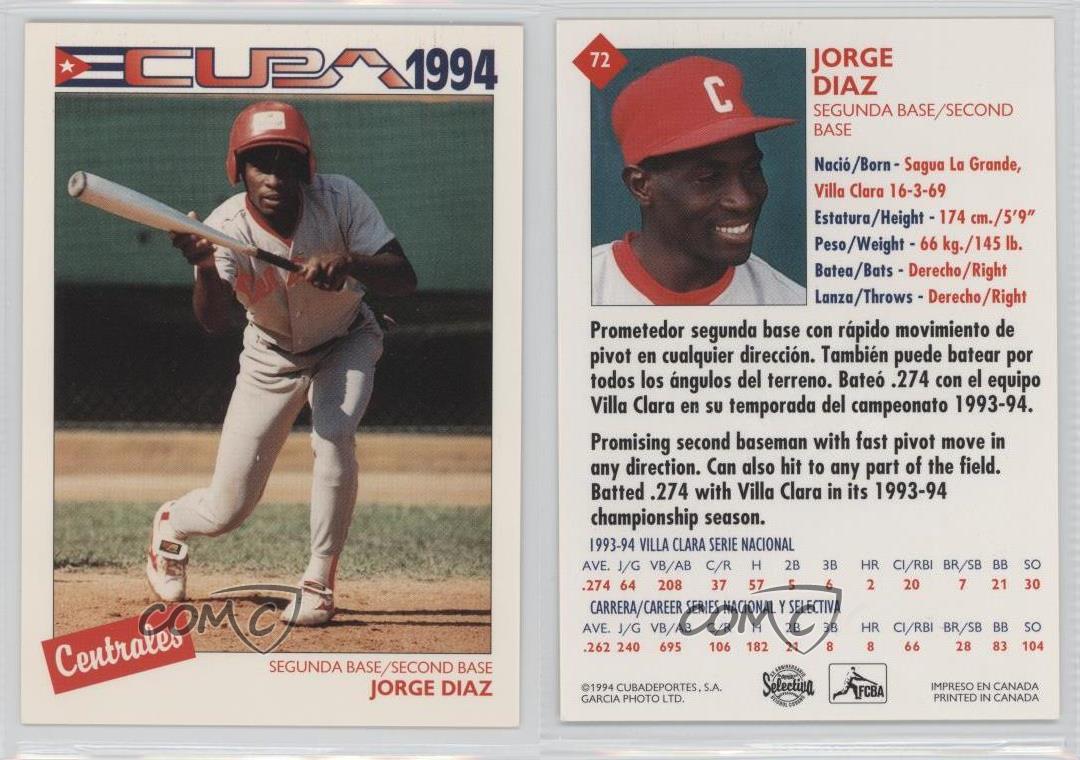 CUBA 1994
Centrales
SEGUNDA BASE/SECOND BASE
JORGE DIAZ
COMC
72
C
JORGE
DIAZ
SEGUNDA BASE/SECOND
BASE
Nació/Born - Sagua La Grande,
Villa Clara 16-3-69
Estatura/Height - 174 cm./5'9"
Peso/Weight - 66 kg./145 lb.
Batea/Bats - Derecho/Right
Lanza/Throws - Derecho/Right
Prometedor segunda base con rápido movimiento de
pivot en cualquier dirección. También puede batear por
todos los ángulos del terreno. Bateó .274 con el equipo
Villa Clara en su temporada del campeonato 1993-94.
Promising second baseman with fast pivot move in
any direction. Can also hit to any part of the field.
Batted .274 with Villa Clara in its 1993-94
championship season.
1993-94 VILLA CLARA SERIE NACIONAL
AVE. J/G VB/AB C/R H 2B 3B HR CI/RBI BR/SB BB SO
.274 64 208 37 57 5 6 2 20 7 21 30
CARRERA/CAREER SERIES NACIONAL Y SELECTIVA
AVE. J/G VB/AB C/R H 2B 3B HR CI/RBI BR/SB BB SO
.262 240 695 106 182 21 8 8 66 28 83 104
COMC
©1994 CUBADEPORTES, S.A.
GARCIA PHOTO LTD.
Selectiva
FCBA
IMPRESO EN CANADA
PRINTED IN CANADA